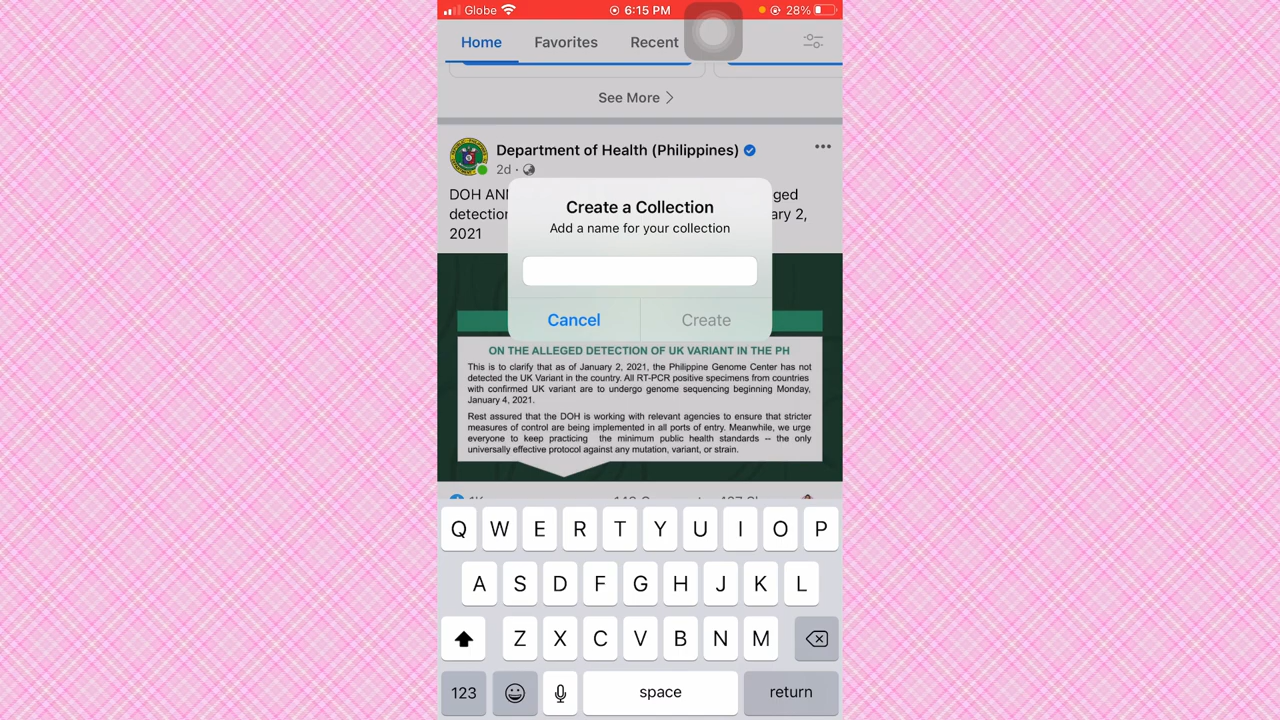 Globe 6:15 PM 28%
Home Favorites Recent
See More
Department of Health (Philippines)
2d ·
DOH ged
detection ry 2,
2021
Create a Collection
Add a name for your collection
Cancel Create
ON THE ALLEGED DETECTION OF UK VARIANT IN THE PH
This is to clarify that as of January 2, 2021, the Philippine Genome Center has not
detected the UK Variant in the country. All RT-PCR positive specimens from countries
with confirmed UK variant are to undergo genome sequencing beginning Monday,
January 4, 2021.
Rest assured that the DOH is working with relevant agencies to ensure that stricter
measures of control are being implemented in all ports of entry. Meanwhile, we urge
everyone to keep practicing the minimum public health standards -- the only
universally effective protocol against any mutation, variant, or strain.
Q W E R T Y U I O P
A S D F G H J K L
Z X C V B N M
123 space return